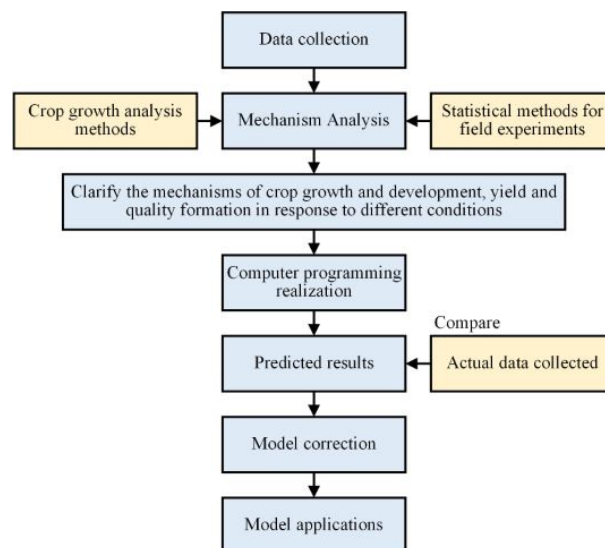 Data collection
Crop growth analysis
methods
Mechanism Analysis
Statistical methods for
field experiments
Clarify the mechanisms of crop growth and development, yield and
quality formation in response to different conditions
Computer programming
realization
Compare
Predicted results
Actual data collected
Model correction
Model applications